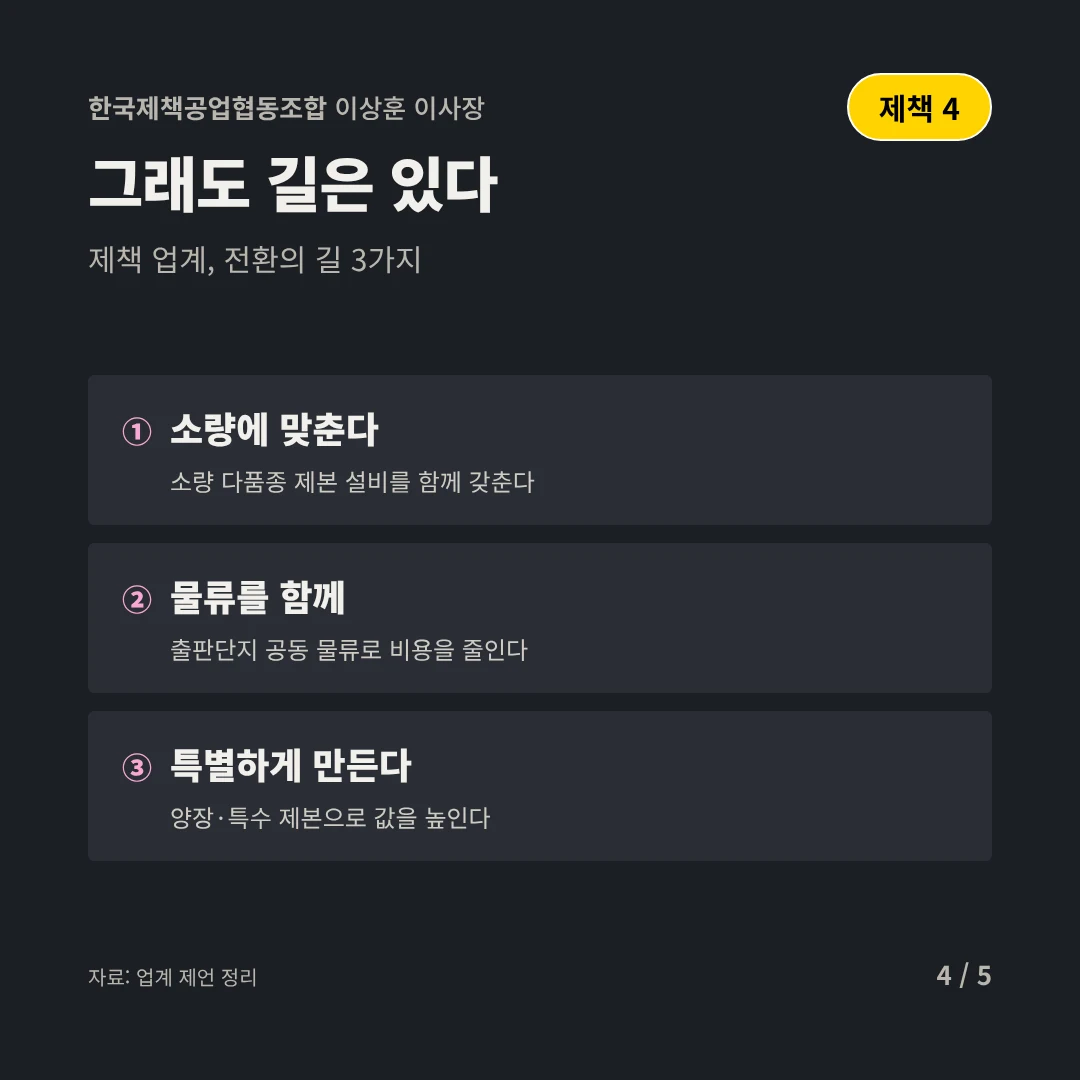 한국제책공업협동조합 이상훈 이사장
제책 4
그래도 길은 있다
제책 업계, 전환의 길 3가지
① 소량에 맞춘다
소량 다품종 제본 설비를 함께 갖춘다
② 물류를 함께
출판단지 공동 물류로 비용을 줄인다
③ 특별하게 만든다
양장·특수 제본으로 값을 높인다
자료: 업계 제언 정리
4 / 5